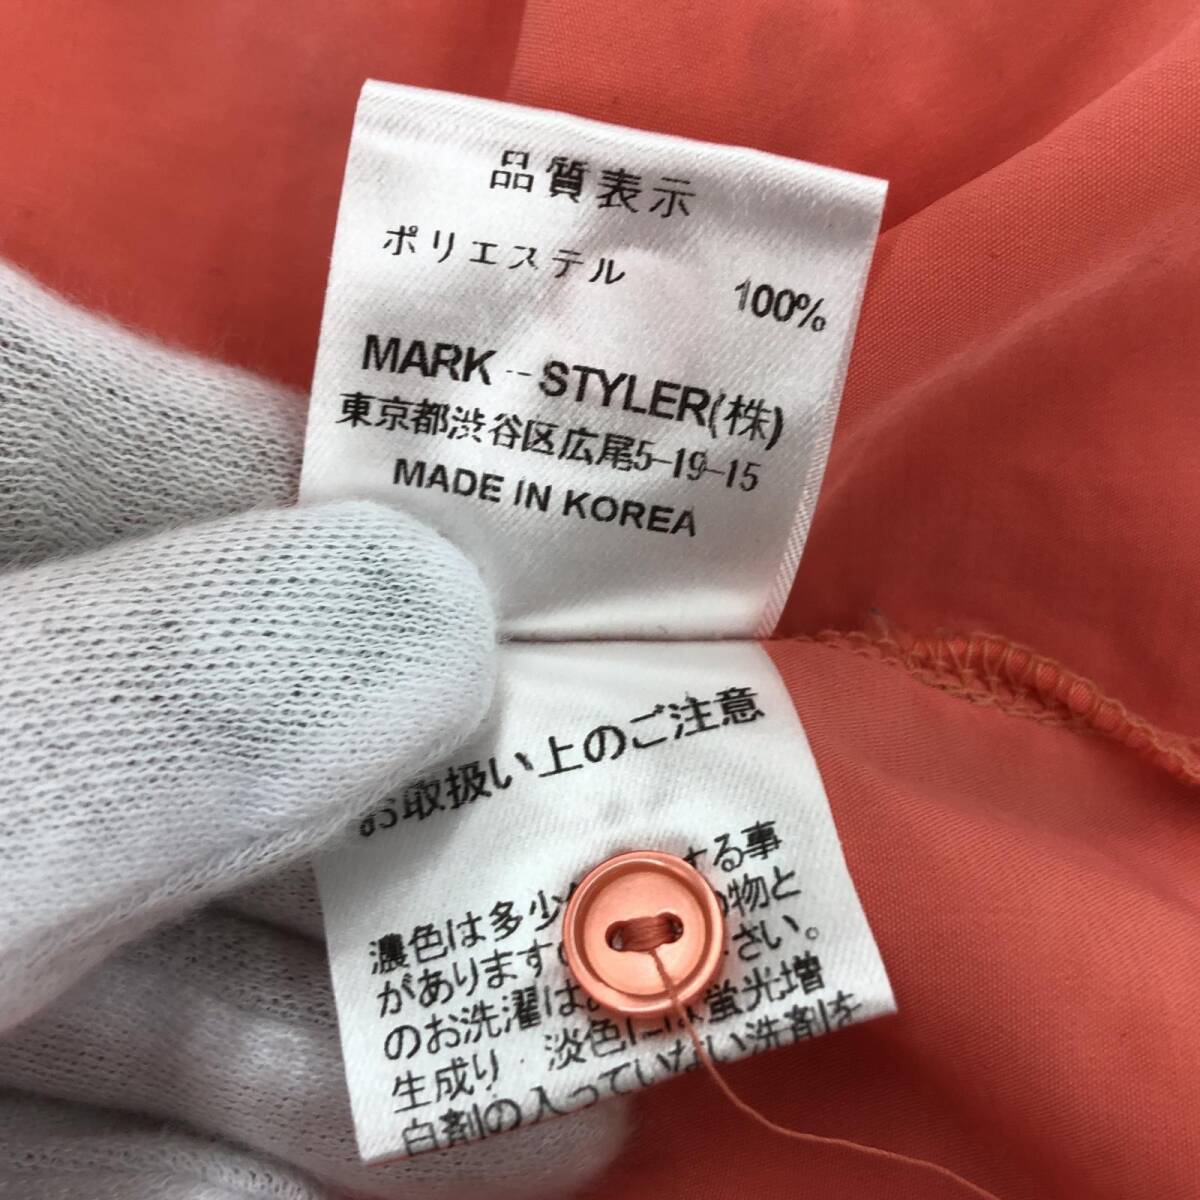 品質表示
ポリエステル 100%
MARK--STYLER(株)
東京都渋谷区広尾5-19-15
MADE IN KOREA
お取扱い上のご注意
濃色は多少 する事
があります の物と
のお洗濯は さい。
生成り・淡色には蛍光増
白剤の入っていない洗剤を